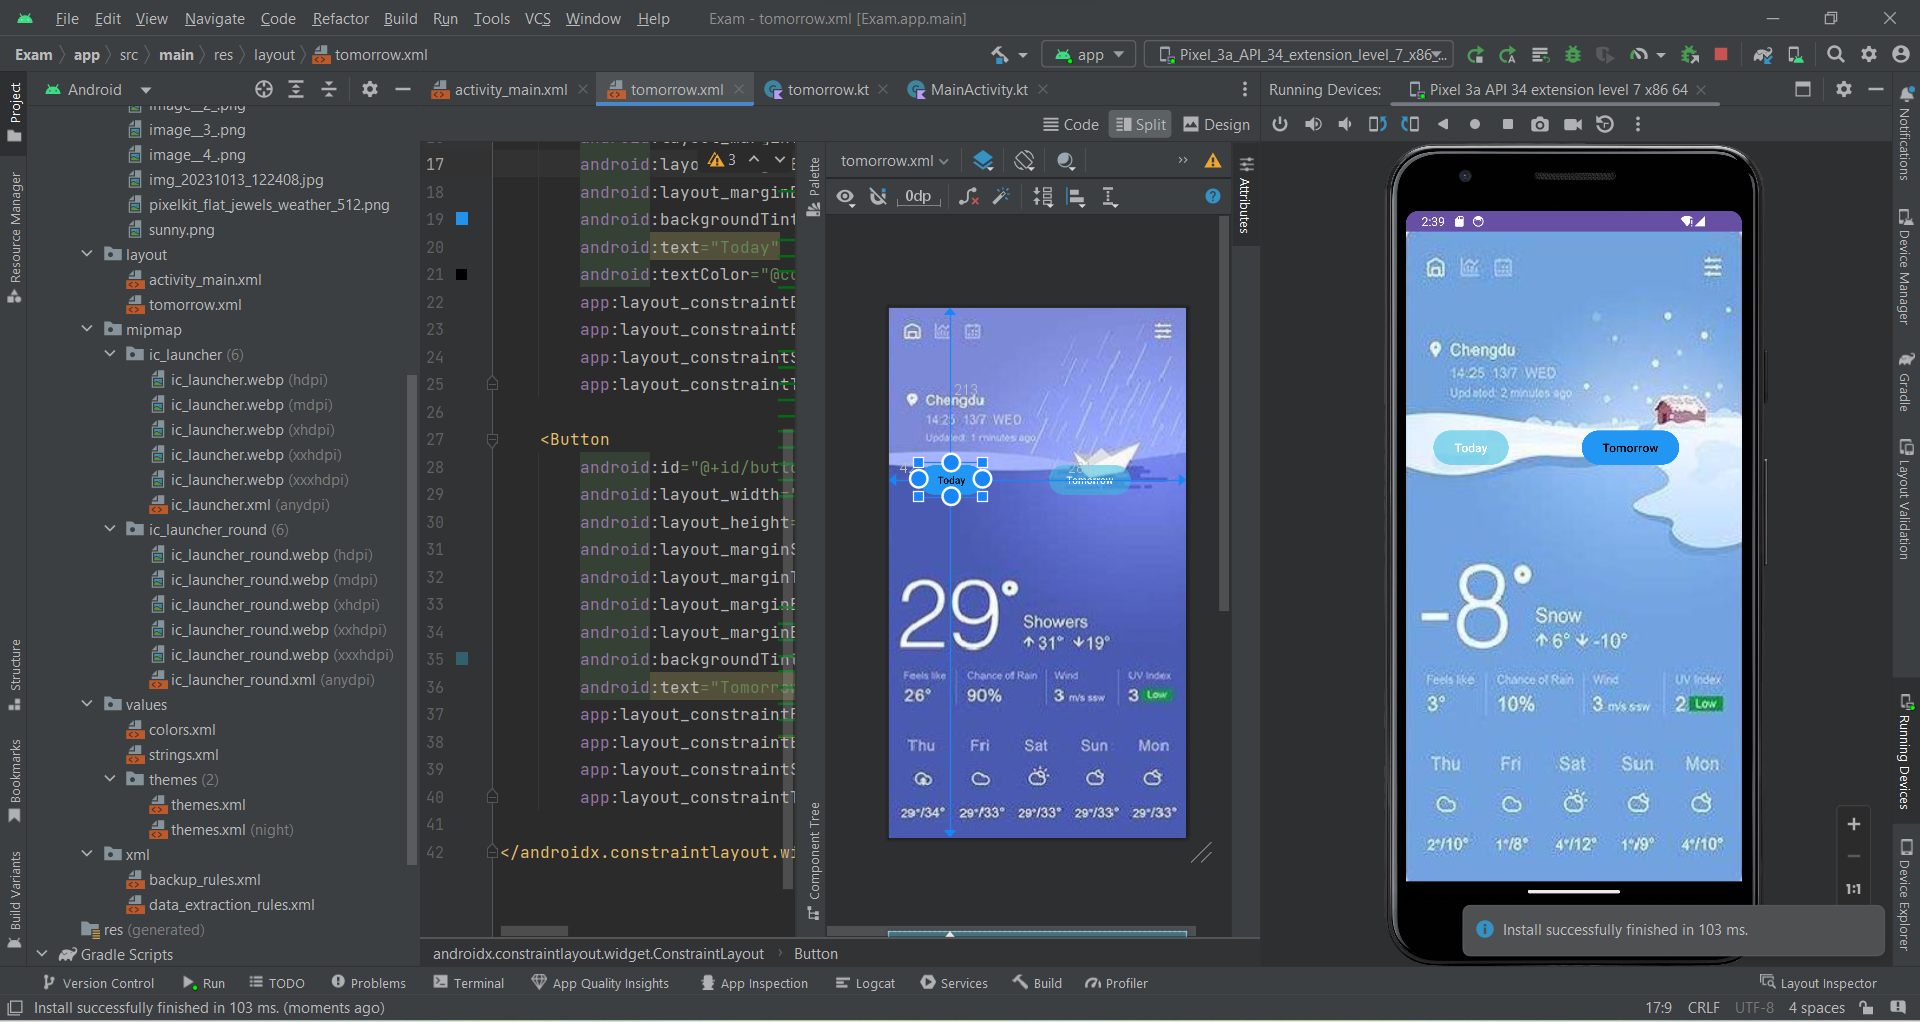 File Edit View Navigate Code Refactor Build Run Tools VCS Window Help Exam - tomorrow.xml [Exam.app.main]
Exam app src main res layout tomorrow.xml app Pixel_3a_API_34_extension_level_7_x86
Android activity_main.xml tomorrow.xml tomorrow.kt MainActivity.kt Running Devices: Pixel 3a API 34 extension level 7 x86 64
Code Split Design
Project
Resource Manager
Structure
Bookmarks
Build Variants
image__3_.png
image__4_.png
img_20231013_122408.jpg
pixelkit_flat_jewels_weather_512.png
sunny.png
layout
activity_main.xml
tomorrow.xml
mipmap
ic_launcher (6)
ic_launcher.webp (hdpi)
ic_launcher.webp (mdpi)
ic_launcher.webp (xhdpi)
ic_launcher.webp (xxhdpi)
ic_launcher.webp (xxxhdpi)
ic_launcher.xml (anydpi)
ic_launcher_round (6)
ic_launcher_round.webp (hdpi)
ic_launcher_round.webp (mdpi)
ic_launcher_round.webp (xhdpi)
ic_launcher_round.webp (xxhdpi)
ic_launcher_round.webp (xxxhdpi)
ic_launcher_round.xml (anydpi)
values
colors.xml
strings.xml
themes (2)
themes.xml
themes.xml (night)
xml
backup_rules.xml
data_extraction_rules.xml
res (generated)
Gradle Scripts
17 android:layo 3
18 android:layout_margin
19 android:backgroundTint
20 android:text="Today"
21 android:textColor="@co
22 app:layout_constraint
23 app:layout_constraint
24 app:layout_constraint
25 app:layout_constraint
26
27 <Button
28 android:id="@+id/butt
29 android:layout_width=
30 android:layout_height=
31 android:layout_margin
32 android:layout_margin
33 android:layout_margin
34 android:layout_margin
35 android:backgroundTin
36 android:text="Tomorro
37 app:layout_constraint
38 app:layout_constraint
39 app:layout_constraint
40 app:layout_constraint
41
42 </androidx.constraintlayout.wi
androidx.constraintlayout.widget.ConstraintLayout Button
Palette
Component Tree
tomorrow.xml
0dp
Attributes
213
Chengdu
14:25 13/7 WED
Updated: 1 minutes ago
Today Tomorrow
29°
Showers
31° 19°
Feels like Chance of Rain Wind UV Index
26° 90% 3 m/s ssw 3 Low
Thu Fri Sat Sun Mon
29°/34° 29°/33° 29°/33° 29°/33° 29°/33°
2:39
Chengdu
14:25 13/7 WED
Updated: 2 minutes ago
Today Tomorrow
-8°
Snow
6° -10°
Feels like Chance of Rain Wind UV Index
3° 10% 3 m/s ssw 2 Low
Thu Fri Sat Sun Mon
2°/10° 1°/8° 4°/12° 1°/9° 4°/10°
1:1
Install successfully finished in 103 ms.
Notifications
Device Manager
Gradle
Layout Validation
Running Devices
Device Explorer
Version Control Run TODO Problems Terminal App Quality Insights App Inspection Logcat Services Build Profiler Layout Inspector
Install successfully finished in 103 ms. (moments ago) 17:9 CRLF UTF-8 4 spaces